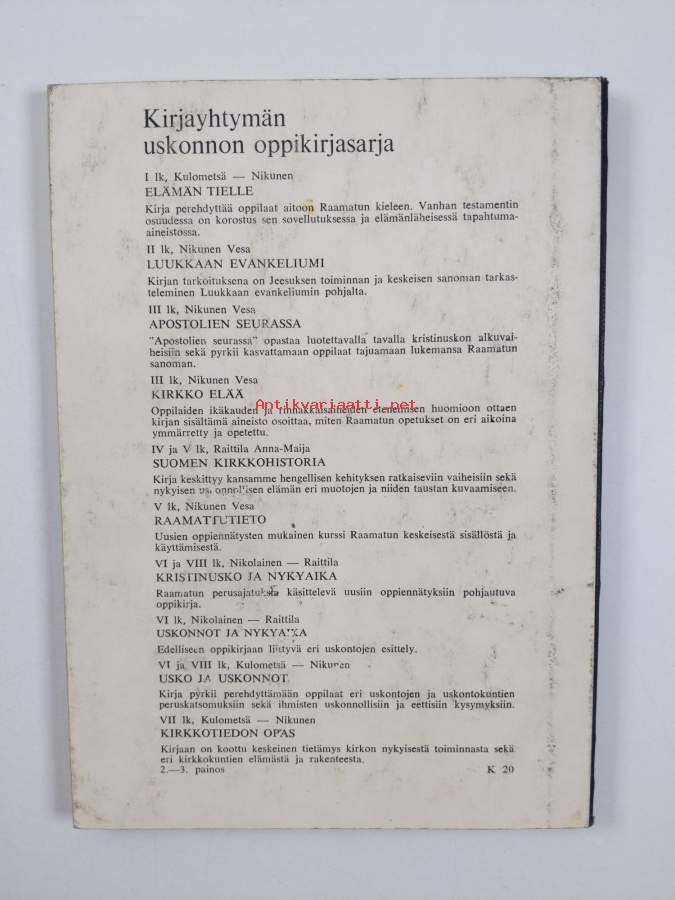 Kirjayhtymän
uskonnon oppikirjasarja
I lk, Kulometsä — Nikunen
ELÄMÄN TIELLE
Kirja perehdyttää oppilaat aitoon Raamatun kieleen. Vanhan testamentin
osuudessa on korostus sen sovellutuksessa ja elämänläheisessä tapahtuma-
aineistossa.
II lk, Nikunen Vesa
LUUKKAAN EVANKELIUMI
Kirjan tarkoituksena on Jeesuksen toiminnan ja keskeisen sanoman tarkas-
teleminen Luukkaan evankeliumin pohjalta.
III lk, Nikunen Vesa
APOSTOLIEN SEURASSA
"Apostolien seurassa" opastaa luotettavalla tavalla kristinuskon alkuvai-
heisiin sekä pyrkii kasvattamaan oppilaat tajuamaan lukemansa Raamatun
sanoman.
III lk, Nikunen Vesa
KIRKKO ELÄÄ
Antikvariaatti.net
Oppilaiden ikäkauden ja rinnakkaisaineiden etenemisen huomioon ottaen
kirjan sisältämä aineisto osoittaa, miten Raamatun opetukset on eri aikoina
ymmärretty ja opetettu.
IV ja V lk, Raittila Anna-Maija
SUOMEN KIRKKOHISTORIA
Kirja keskittyy kansamme hengellisen kehityksen ratkaiseviin vaiheisiin sekä
nykyisen uskonnollisen elämän eri muotojen ja niiden taustan kuvaamiseen.
V lk, Nikunen Vesa
RAAMATTUTIETO
Uusien oppiennätysten mukainen kurssi Raamatun keskeisestä sisällöstä ja
käyttämisestä.
VI ja VIII lk, Nikolainen — Raittila
KRISTINUSKO JA NYKYAIKA
Raamatun perusajatuksia käsittelevä uusiin oppiennätyksiin pohjautuva
oppikirja.
VI lk, Nikolainen — Raittila
USKONNOT JA NYKYAIKA
Edelliseen oppikirjaan liittyvä eri uskontojen esittely.
VI ja VIII lk, Kulometsä — Nikunen
USKO JA USKONNOT
Kirja pyrkii perehdyttämään oppilaat eri uskontojen ja uskontokuntien
peruskatsomuksiin sekä ihmisten uskonnollisiin ja eettisiin kysymyksiin.
VII lk, Kulometsä — Nikunen
KIRKKOTIEDON OPAS
Kirjaan on koottu keskeinen tietämys kirkon nykyisestä toiminnasta sekä
eri kirkkokuntien elämästä ja rakenteesta.
2.—3. painos K 20